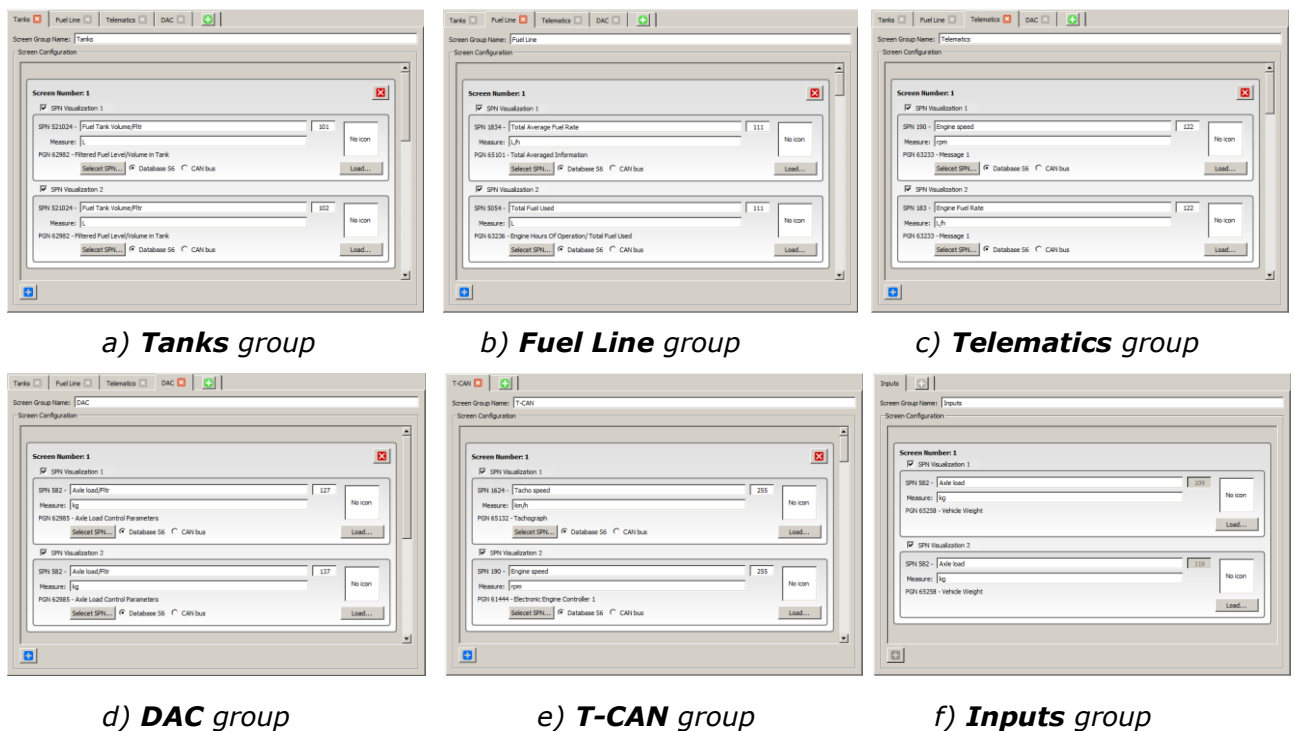 Tanks Fuel Line Telematics DAC
Screen Group Name: Tanks
Screen Configuration
Screen Number: 1
SPN Visualization 1
SPN 521024 - Fuel Tank Volume/Fltr 101
No icon
Measure: L
PGN 62982 - Filtered Fuel Level/Volume in Tank
Selecet SPN... Database S6 CAN bus Load...
SPN Visualization 2
SPN 521024 - Fuel Tank Volume/Fltr 102
No icon
Measure: L
PGN 62982 - Filtered Fuel Level/Volume in Tank
Selecet SPN... Database S6 CAN bus Load...
a) Tanks group
Tanks Fuel Line Telematics DAC
Screen Group Name: Fuel Line
Screen Configuration
Screen Number: 1
SPN Visualization 1
SPN 1834 - Total Average Fuel Rate 111
No icon
Measure: L/h
PGN 65101 - Total Averaged Information
Selecet SPN... Database S6 CAN bus Load...
SPN Visualization 2
SPN 5054 - Total Fuel Used 111
No icon
Measure: L
PGN 63236 - Engine Hours Of Operation/ Total Fuel Used
Selecet SPN... Database S6 CAN bus Load...
b) Fuel Line group
Tanks Fuel Line Telematics DAC
Screen Group Name: Telematics
Screen Configuration
Screen Number: 1
SPN Visualization 1
SPN 190 - Engine speed 122
No icon
Measure: rpm
PGN 63233 - Message 1
Selecet SPN... Database S6 CAN bus Load...
SPN Visualization 2
SPN 183 - Engine Fuel Rate 122
No icon
Measure: L/h
PGN 63233 - Message 1
Selecet SPN... Database S6 CAN bus Load...
c) Telematics group
Tanks Fuel Line Telematics DAC
Screen Group Name: DAC
Screen Configuration
Screen Number: 1
SPN Visualization 1
SPN 582 - Axle load/Fltr 127
No icon
Measure: kg
PGN 62985 - Axle Load Control Parameters
Selecet SPN... Database S6 CAN bus Load...
SPN Visualization 2
SPN 582 - Axle load/Fltr 137
No icon
Measure: kg
PGN 62985 - Axle Load Control Parameters
Selecet SPN... Database S6 CAN bus Load...
d) DAC group
T-CAN
Screen Group Name: T-CAN
Screen Configuration
Screen Number: 1
SPN Visualization 1
SPN 1624 - Tacho speed 255
No icon
Measure: km/h
PGN 65132 - Tachograph
Selecet SPN... Database S6 CAN bus Load...
SPN Visualization 2
SPN 190 - Engine speed 255
No icon
Measure: rpm
PGN 61444 - Electronic Engine Controller 1
Selecet SPN... Database S6 CAN bus Load...
e) T-CAN group
Inputs
Screen Group Name: Inputs
Screen Configuration
Screen Number: 1
SPN Visualization 1
SPN 582 - Axle load 109
No icon
Measure: kg
PGN 65258 - Vehicle Weight
Load...
SPN Visualization 2
SPN 582 - Axle load 119
No icon
Measure: kg
PGN 65258 - Vehicle Weight
Load...
f) Inputs group